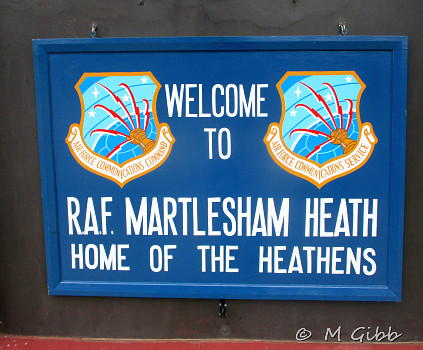 WELCOME
TO
AIR FORCE COMMUNICATIONS COMMAND
AIR FORCE COMMUNICATIONS SERVICE
R.A.F. MARTLESHAM HEATH
HOME OF THE HEATHENS
© M Gibb